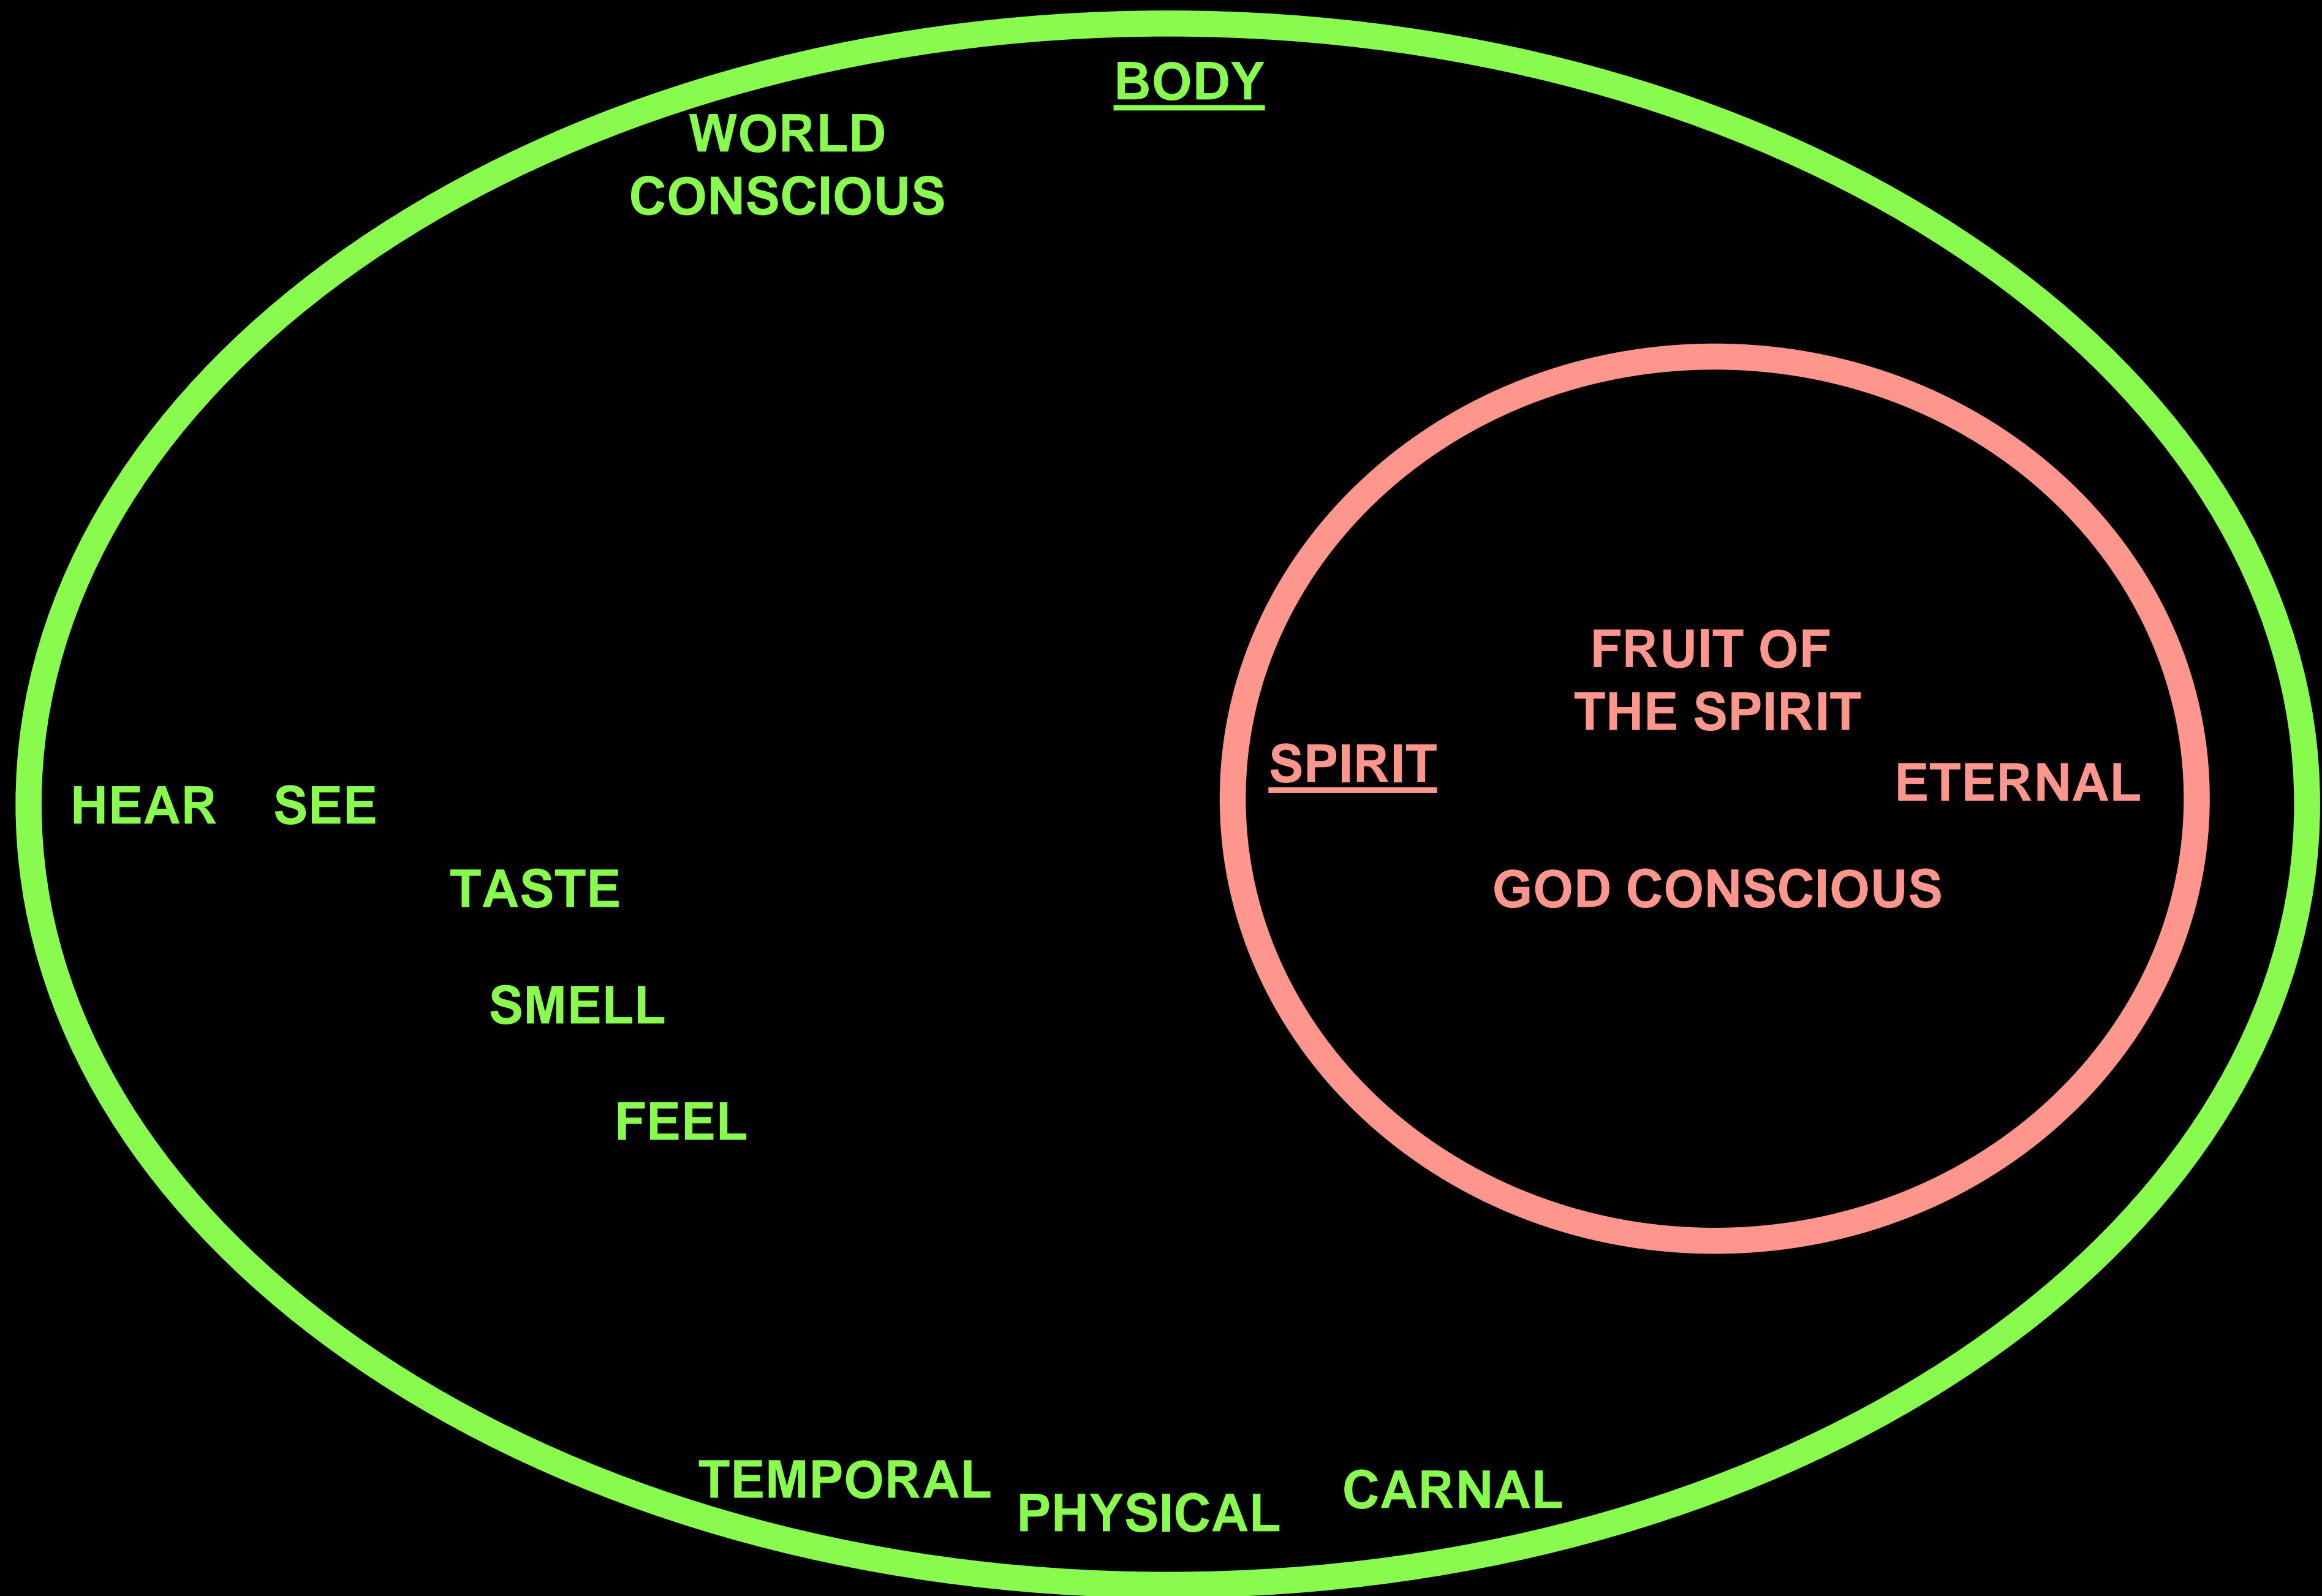 BODY
WORLD
CONSCIOUS
FRUIT OF
THE SPIRIT
SPIRIT
ETERNAL
HEAR SEE
TASTE
GOD CONSCIOUS
SMELL
FEEL
TEMPORAL
PHYSICAL
CARNAL